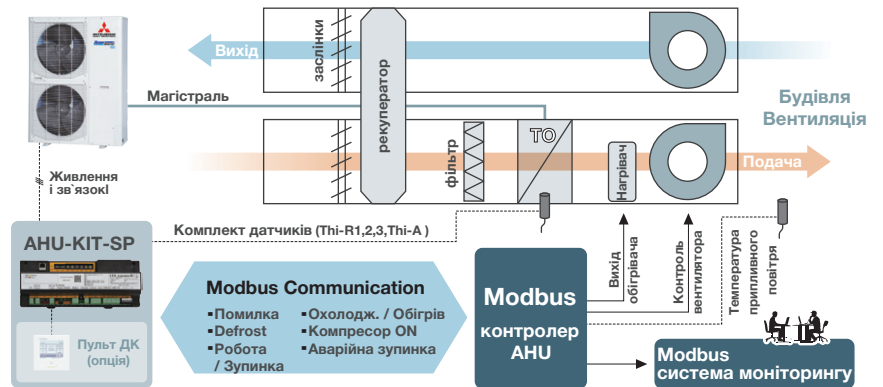 MITSUBISHI
Вихід
заслінки
рекуператор
Магістраль
Будівля
Вентиляція
фільтр
ТО
Нагрівач
Подача
Живлення
і зв`язокІ
Комплект датчиків (Thi-R1,2,3,Thi-A )
AHU-KIT-SP
Пульт ДК
(опція)
Modbus Communication
▪Помилка
▪Defrost
▪Робота
/ Зупинка
▪Охолодж. / Обігрів
▪Компресор ON
▪Аварійна зупинка
Modbus
контролер
AHU
Вихід
обігрівача
Контроль
вентилятора
Температура
припливного
повітря
Modbus
система моніторингу